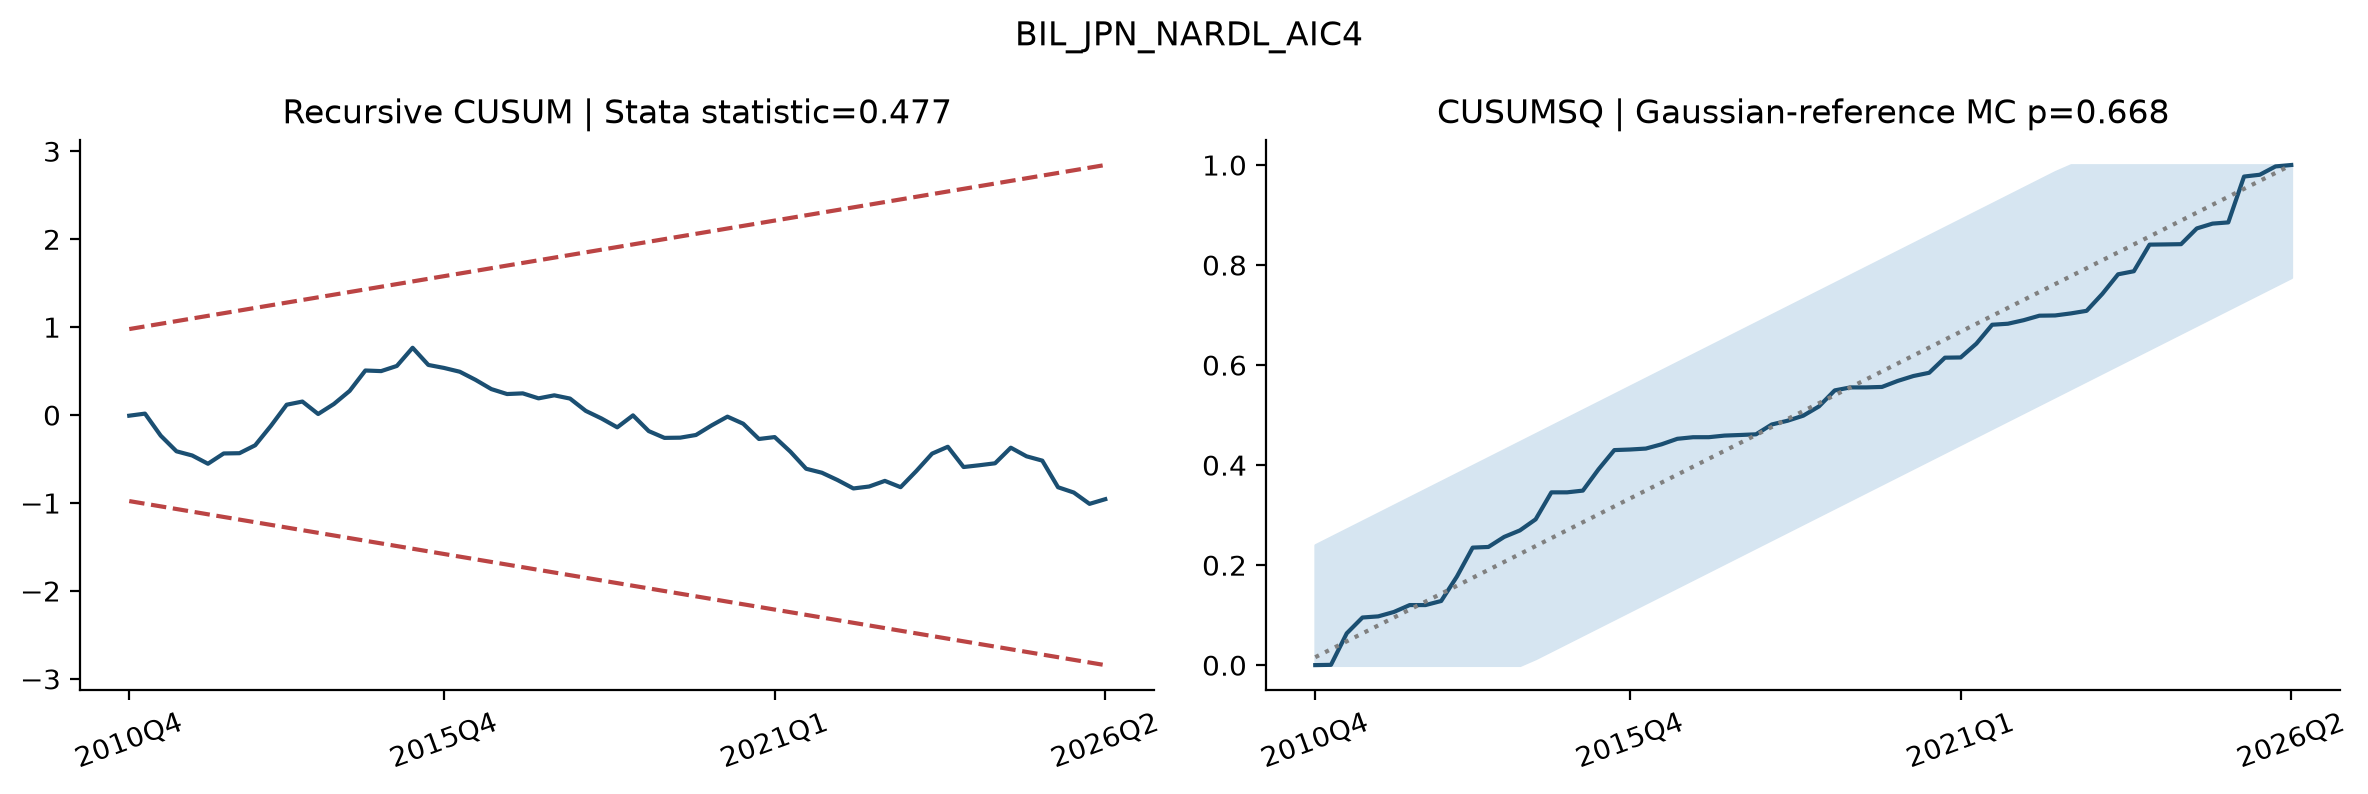 BIL_JPN_NARDL_AIC4
Recursive CUSUM | Stata statistic=0.477
3
2
1
0
−1
−2
−3
2010Q4
2015Q4
2021Q1
2026Q2
CUSUMSQ | Gaussian-reference MC p=0.668
1.0
0.8
0.6
0.4
0.2
0.0
2010Q4
2015Q4
2021Q1
2026Q2